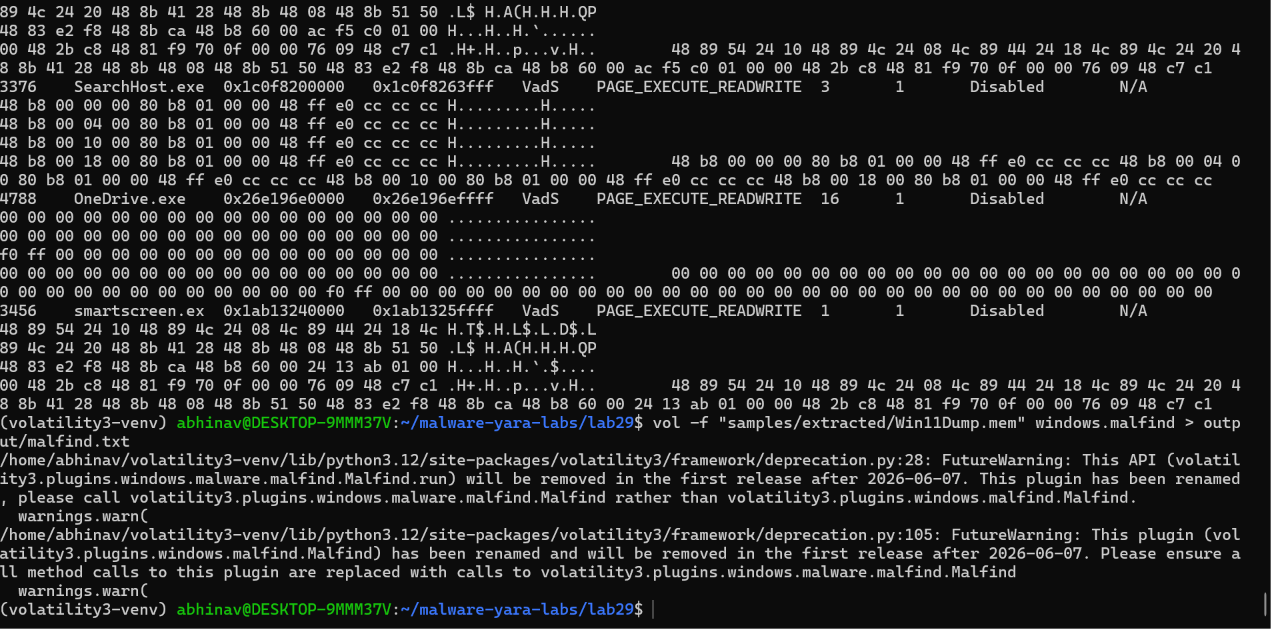 89 4c 24 20 48 8b 41 28 48 8b 48 08 48 8b 51 50 .L$ H.A(H.H.H.QP
48 83 e2 f8 48 8b ca 48 b8 60 00 ac f5 c0 01 00 H...H..H.`......
00 48 2b c8 48 81 f9 70 0f 00 00 76 09 48 c7 c1 .H+.H..p...v.H..        48 89 54 24 10 48 89 4c 24 08 4c 89 44 24 18 4c 89 4c 24 20 4
8 8b 41 28 48 8b 48 08 48 8b 51 50 48 83 e2 f8 48 8b ca 48 b8 60 00 ac f5 c0 01 00 00 48 2b c8 48 81 f9 70 0f 00 00 76 09 48 c7 c1
3376    SearchHost.exe  0x1c0f8200000   0x1c0f8263fff   VadS    PAGE_EXECUTE_READWRITE  3       1       Disabled        N/A
48 b8 00 00 00 80 b8 01 00 00 48 ff e0 cc cc cc H.........H.....
48 b8 00 04 00 80 b8 01 00 00 48 ff e0 cc cc cc H.........H.....
48 b8 00 10 00 80 b8 01 00 00 48 ff e0 cc cc cc H.........H.....
48 b8 00 18 00 80 b8 01 00 00 48 ff e0 cc cc cc H.........H.....        48 b8 00 00 00 80 b8 01 00 00 48 ff e0 cc cc cc 48 b8 00 04 0
0 80 b8 01 00 00 48 ff e0 cc cc cc 48 b8 00 10 00 80 b8 01 00 00 48 ff e0 cc cc cc 48 b8 00 18 00 80 b8 01 00 00 48 ff e0 cc cc cc
4788    OneDrive.exe    0x26e196e0000   0x26e196effff   VadS    PAGE_EXECUTE_READWRITE  16      1       Disabled        N/A
00 00 00 00 00 00 00 00 00 00 00 00 00 00 00 00 ................
00 00 00 00 00 00 00 00 00 00 00 00 00 00 00 00 ................
f0 ff 00 00 00 00 00 00 00 00 00 00 00 00 00 00 ................
00 00 00 00 00 00 00 00 00 00 00 00 00 00 00 00 ................        00 00 00 00 00 00 00 00 00 00 00 00 00 00 00 00 00 00 00 00 0
0 00 00 00 00 00 00 00 00 00 00 00 f0 ff 00 00 00 00 00 00 00 00 00 00 00 00 00 00 00 00 00 00 00 00 00 00 00 00 00 00 00 00 00 00
3456    smartscreen.ex  0x1ab13240000   0x1ab1325ffff   VadS    PAGE_EXECUTE_READWRITE  1       1       Disabled        N/A
48 89 54 24 10 48 89 4c 24 08 4c 89 44 24 18 4c H.T$.H.L$.L.D$.L
89 4c 24 20 48 8b 41 28 48 8b 48 08 48 8b 51 50 .L$ H.A(H.H.H.QP
48 83 e2 f8 48 8b ca 48 b8 60 00 24 13 ab 01 00 H...H..H.`.$....
00 48 2b c8 48 81 f9 70 0f 00 00 76 09 48 c7 c1 .H+.H..p...v.H..        48 89 54 24 10 48 89 4c 24 08 4c 89 44 24 18 4c 89 4c 24 20 4
8 8b 41 28 48 8b 48 08 48 8b 51 50 48 83 e2 f8 48 8b ca 48 b8 60 00 24 13 ab 01 00 00 48 2b c8 48 81 f9 70 0f 00 00 76 09 48 c7 c1
(volatility3-venv) abhinav@DESKTOP-9MMM37V:~/malware-yara-labs/lab29$ vol -f "samples/extracted/Win11Dump.mem" windows.malfind > outp
ut/malfind.txt
/home/abhinav/volatility3-venv/lib/python3.12/site-packages/volatility3/framework/deprecation.py:28: FutureWarning: This API (volatil
ity3.plugins.windows.malware.malfind.Malfind.run) will be removed in the first release after 2026-06-07. This plugin has been renamed
, please call volatility3.plugins.windows.malware.malfind.Malfind rather than volatility3.plugins.windows.malfind.Malfind.
  warnings.warn(
/home/abhinav/volatility3-venv/lib/python3.12/site-packages/volatility3/framework/deprecation.py:105: FutureWarning: This plugin (vol
atility3.plugins.windows.malfind.Malfind) has been renamed and will be removed in the first release after 2026-06-07. Please ensure a
ll method calls to this plugin are replaced with calls to volatility3.plugins.windows.malware.malfind.Malfind
  warnings.warn(
(volatility3-venv) abhinav@DESKTOP-9MMM37V:~/malware-yara-labs/lab29$